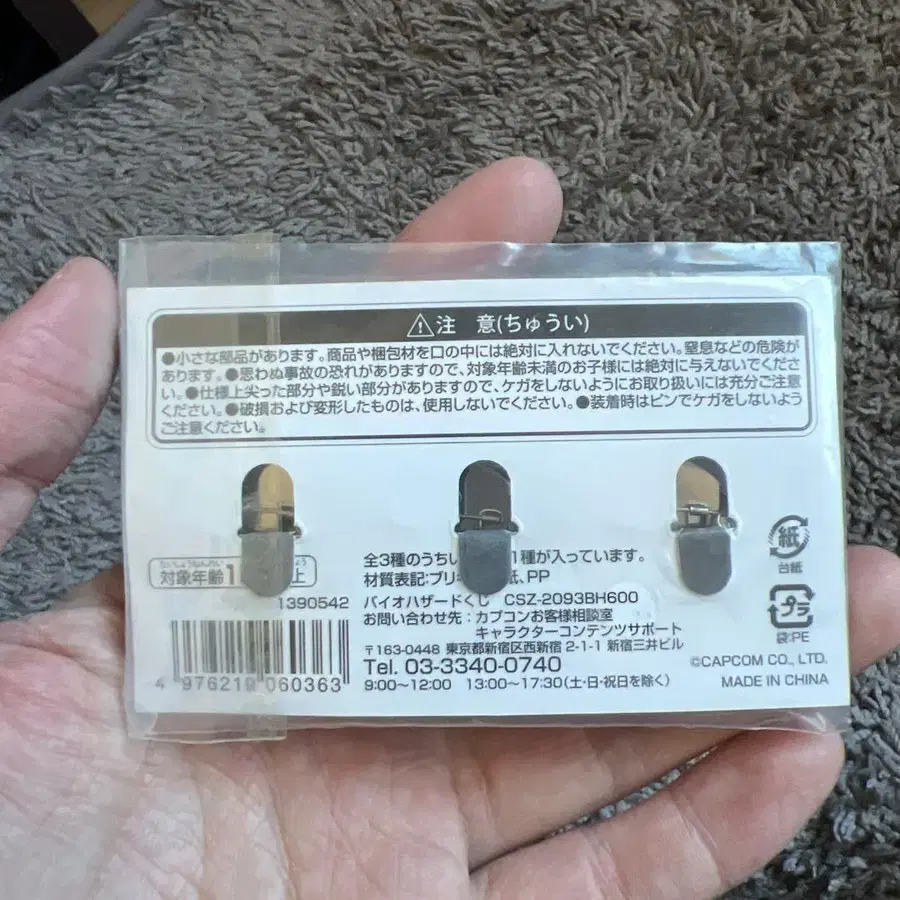 注 意(ちゅうい)
●小さな部品があります。商品や梱包材を口の中には絶対に入れないでください。窒息などの危険が
あります。●思わぬ事故の恐れがありますので、対象年齢未満のお子様には絶対に与えないでくださ
い。●仕様上尖った部分や鋭い部分がありますので、ケガをしないようにお取り扱いには充分ご注意
ください。●破損および変形したものは、使用しないでください。●装着時はピンでケガをしないよう
ご注意ください。
対象年齢1 上
1390542
4 976219 060363
全3種のうち 1種が入っています。
材質表記:ブリキ 紙、PP
バイオハザードくじ CSZ-2093BH600
お問い合わせ先:カプコンお客様相談室
キャラクターコンテンツサポート
〒163-0448 東京都新宿区西新宿 2-1-1 新宿三井ビル
Tel. 03-3340-0740
9:00~12:00 13:00~17:30(土・日・祝日を除く)
紙
台紙
プラ
袋:PE
©CAPCOM CO., LTD.
MADE IN CHINA